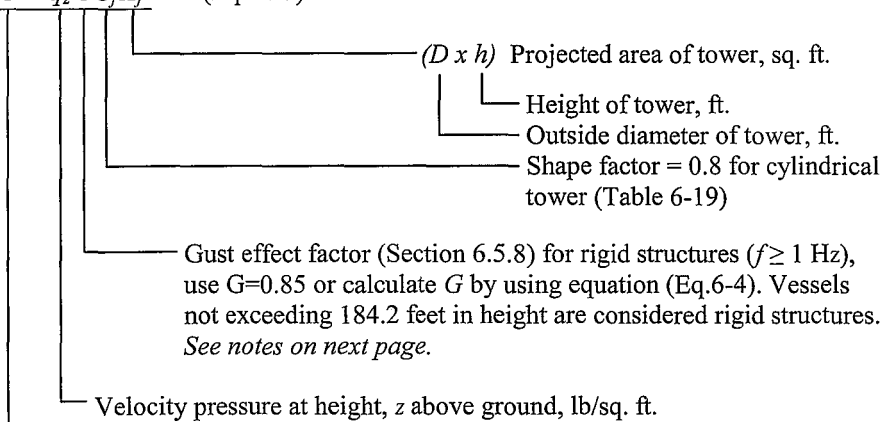 (D x h) Projected area of tower, sq. ft.
Height of tower, ft.
Outside diameter of tower, ft.
Shape factor = 0.8 for cylindrical
tower (Table 6-19)
Gust effect factor (Section 6.5.8) for rigid structures (f ≥ 1 Hz),
use G=0.85 or calculate G by using equation (Eq.6-4). Vessels
not exceeding 184.2 feet in height are considered rigid structures.
See notes on next page.
Velocity pressure at height, z above ground, lb/sq. ft.